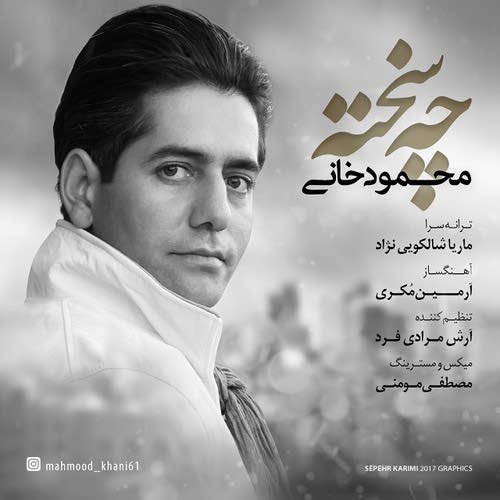 چه سخته
محمود خانی
ترانه سرا
ماریا شالکویی نژاد
آهنگساز
آرمین مُکری
تنظیم کننده
آرش مرادی فرد
میکس و مسترینگ
مصطفی مومنی
mahmood_khani61
SEPEHR KARIMI 2017 GRAPHICS